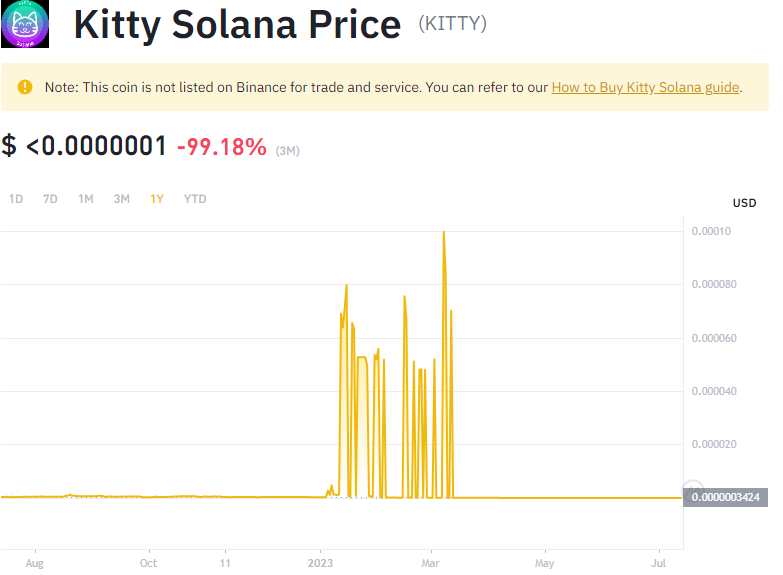 Kitty Solana Price (KITTY)
Note: This coin is not listed on Binance for trade and service. You can refer to our How to Buy Kitty Solana guide.
$ <0.0000001 -99.18% (3M)
1D 7D 1M 3M 1Y YTD
USD
0.00010
0.000080
0.000060
0.000040
0.000020
0.0000003424
Aug Oct 11 2023 Mar May Jul